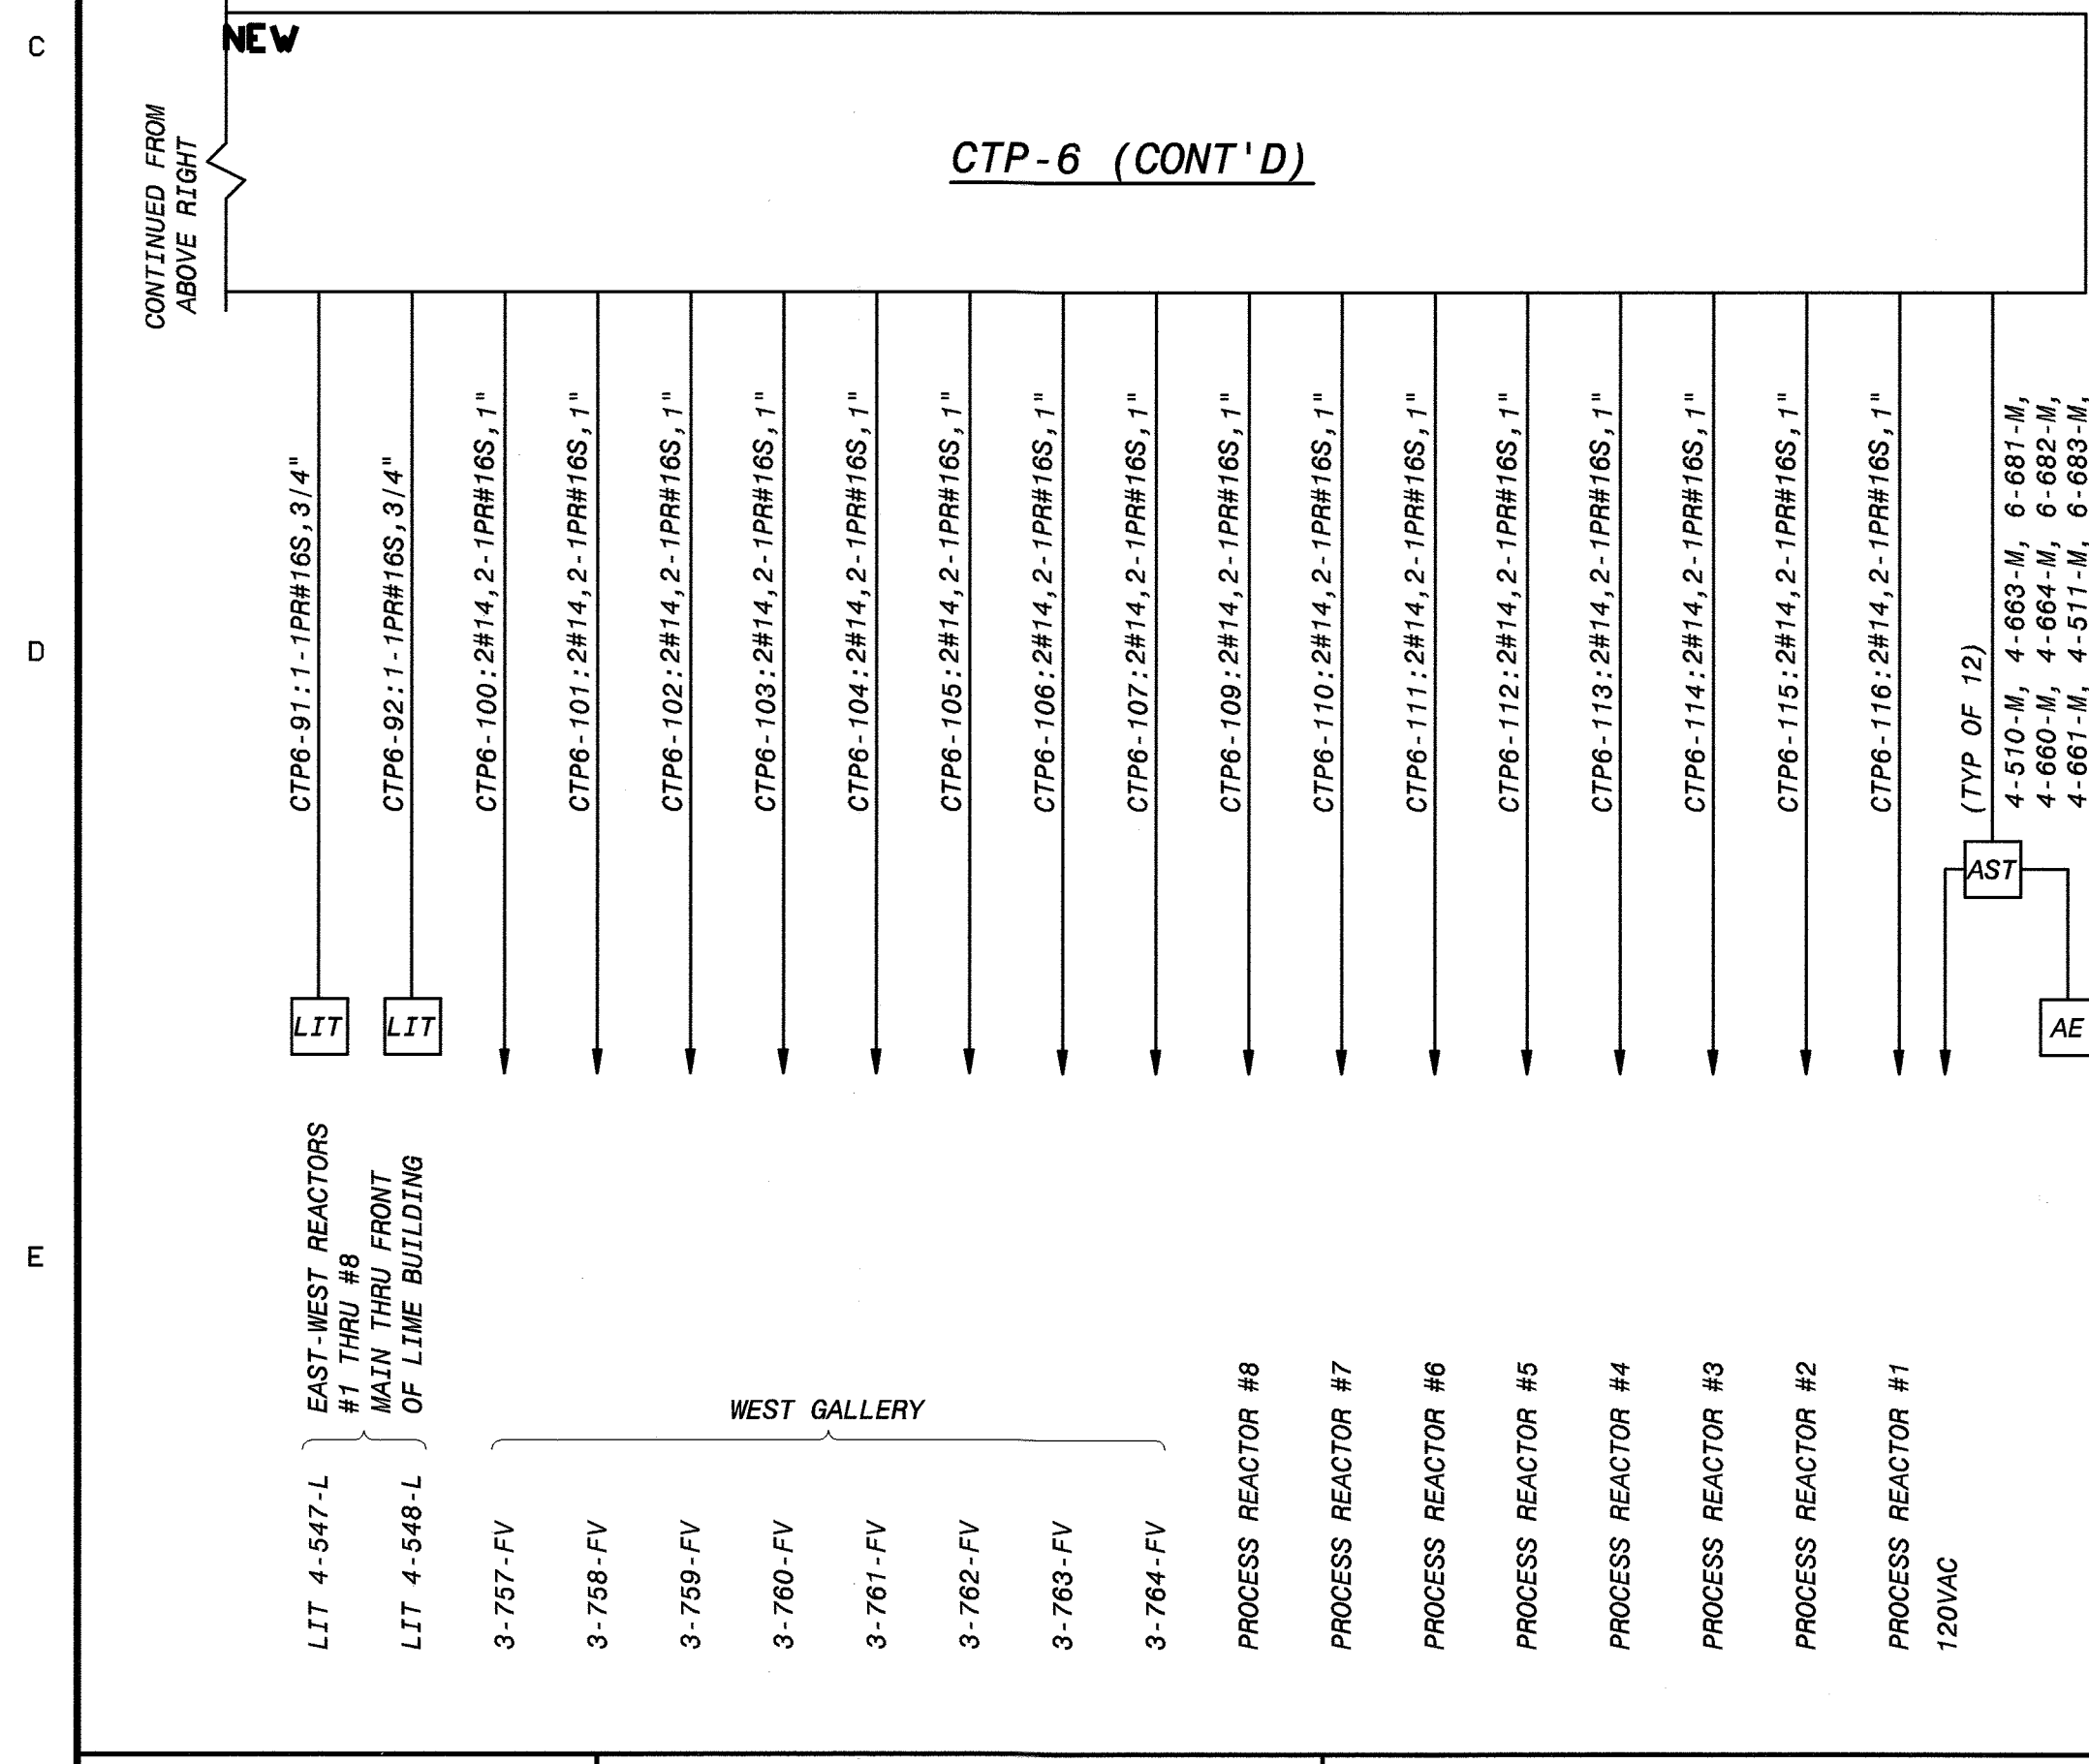 C
NEW
CONTINUED FROM
ABOVE RIGHT
CTP-6 (CONT'D)
D
CTP6-91:1-1PR#16S,3/4"
CTP6-92:1-1PR#16S,3/4"
CTP6-100:2#14,2-1PR#16S,1"
CTP6-101:2#14,2-1PR#16S,1"
CTP6-102:2#14,2-1PR#16S,1"
CTP6-103:2#14,2-1PR#16S,1"
CTP6-104:2#14,2-1PR#16S,1"
CTP6-105:2#14,2-1PR#16S,1"
CTP6-106:2#14,2-1PR#16S,1"
CTP6-107:2#14,2-1PR#16S,1"
CTP6-109:2#14,2-1PR#16S,1"
CTP6-110:2#14,2-1PR#16S,1"
CTP6-111:2#14,2-1PR#16S,1"
CTP6-112:2#14,2-1PR#16S,1"
CTP6-113:2#14,2-1PR#16S,1"
CTP6-114:2#14,2-1PR#16S,1"
CTP6-115:2#14,2-1PR#16S,1"
CTP6-116:2#14,2-1PR#16S,1"
(TYP OF 12)
4-510-M, 4-663-M, 6-681-M,
4-660-M, 4-664-M, 6-682-M,
4-661-M, 4-511-M, 6-683-M,
AST
LIT
LIT
AE
E
EAST-WEST REACTORS
#1 THRU #8
MAIN THRU FRONT
OF LIME BUILDING
WEST GALLERY
LIT 4-547-L
LIT 4-548-L
3-757-FV
3-758-FV
3-759-FV
3-760-FV
3-761-FV
3-762-FV
3-763-FV
3-764-FV
PROCESS REACTOR #8
PROCESS REACTOR #7
PROCESS REACTOR #6
PROCESS REACTOR #5
PROCESS REACTOR #4
PROCESS REACTOR #3
PROCESS REACTOR #2
PROCESS REACTOR #1
120VAC